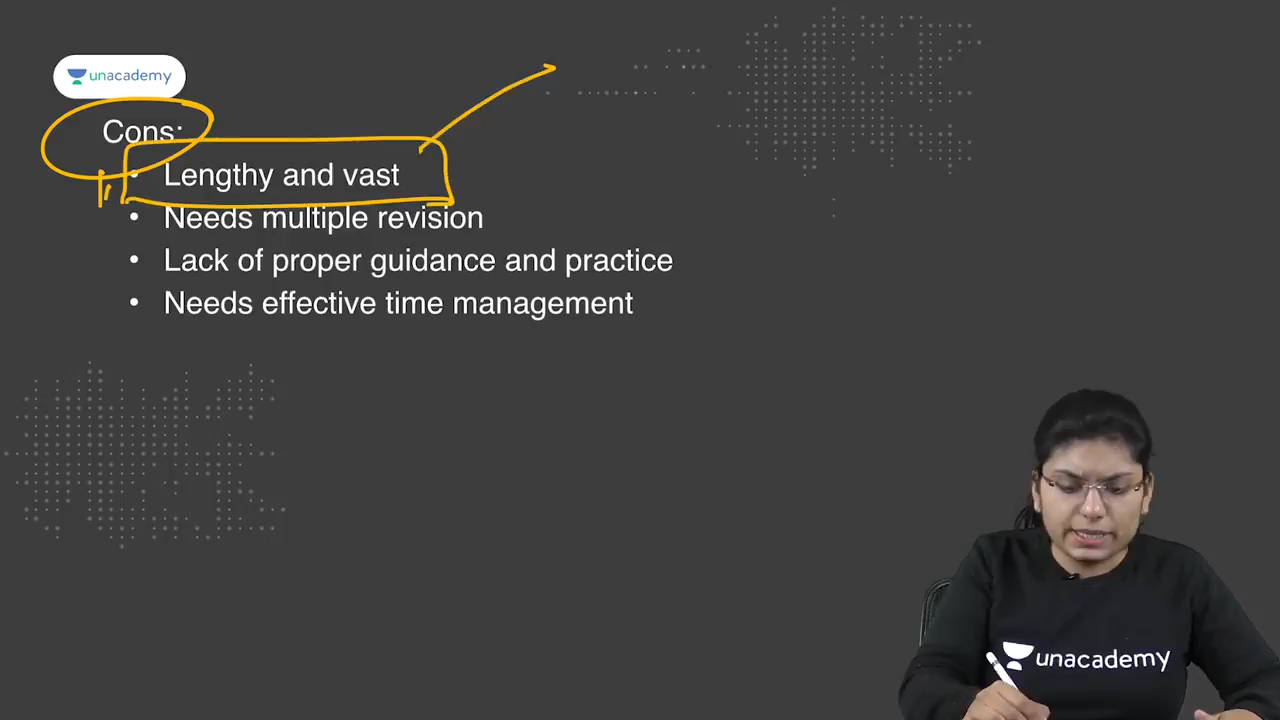 unacademy
Cons:
• Lengthy and vast
• Needs multiple revision
• Lack of proper guidance and practice
• Needs effective time management
unacademy